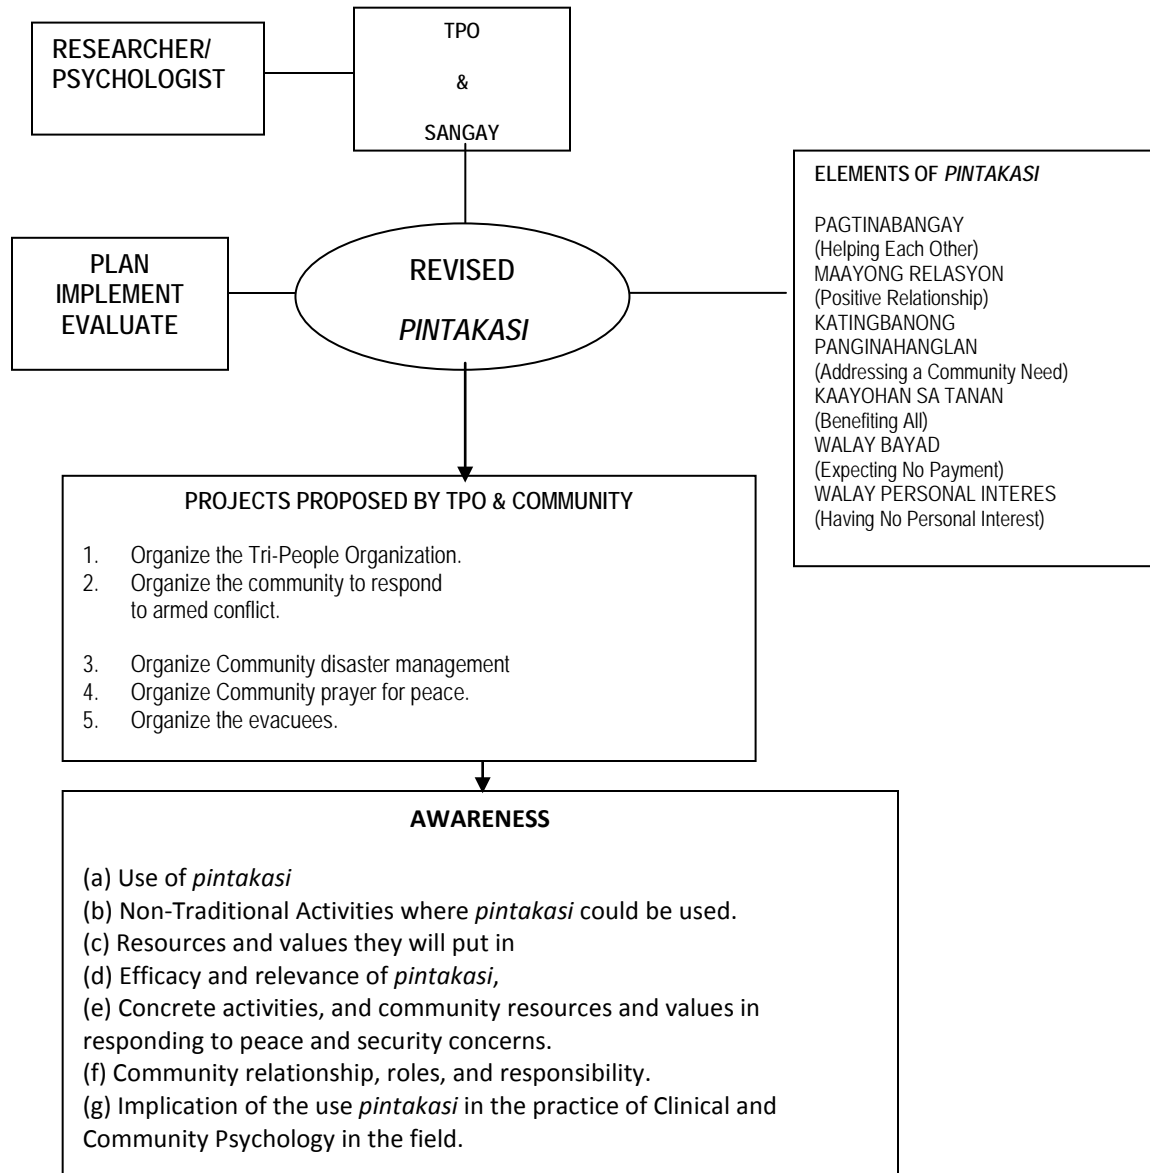 RESEARCHER/
PSYCHOLOGIST
TPO
&
SANGAY
PLAN
IMPLEMENT
EVALUATE
REVISED
PINTAKASI
ELEMENTS OF PINTAKASI
PAGTINABANGAY
(Helping Each Other)
MAAYONG RELASYON
(Positive Relationship)
KATINGBANONG
PANGINAHANGLAN
(Addressing a Community Need)
KAAYOHAN SA TANAN
(Benefiting All)
WALAY BAYAD
(Expecting No Payment)
WALAY PERSONAL INTERES
(Having No Personal Interest)
PROJECTS PROPOSED BY TPO & COMMUNITY
1. Organize the Tri-People Organization.
2. Organize the community to respond
to armed conflict.
3. Organize Community disaster management
4. Organize Community prayer for peace.
5. Organize the evacuees.
AWARENESS
(a) Use of pintakasi
(b) Non-Traditional Activities where pintakasi could be used.
(c) Resources and values they will put in
(d) Efficacy and relevance of pintakasi,
(e) Concrete activities, and community resources and values in
responding to peace and security concerns.
(f) Community relationship, roles, and responsibility.
(g) Implication of the use pintakasi in the practice of Clinical and
Community Psychology in the field.